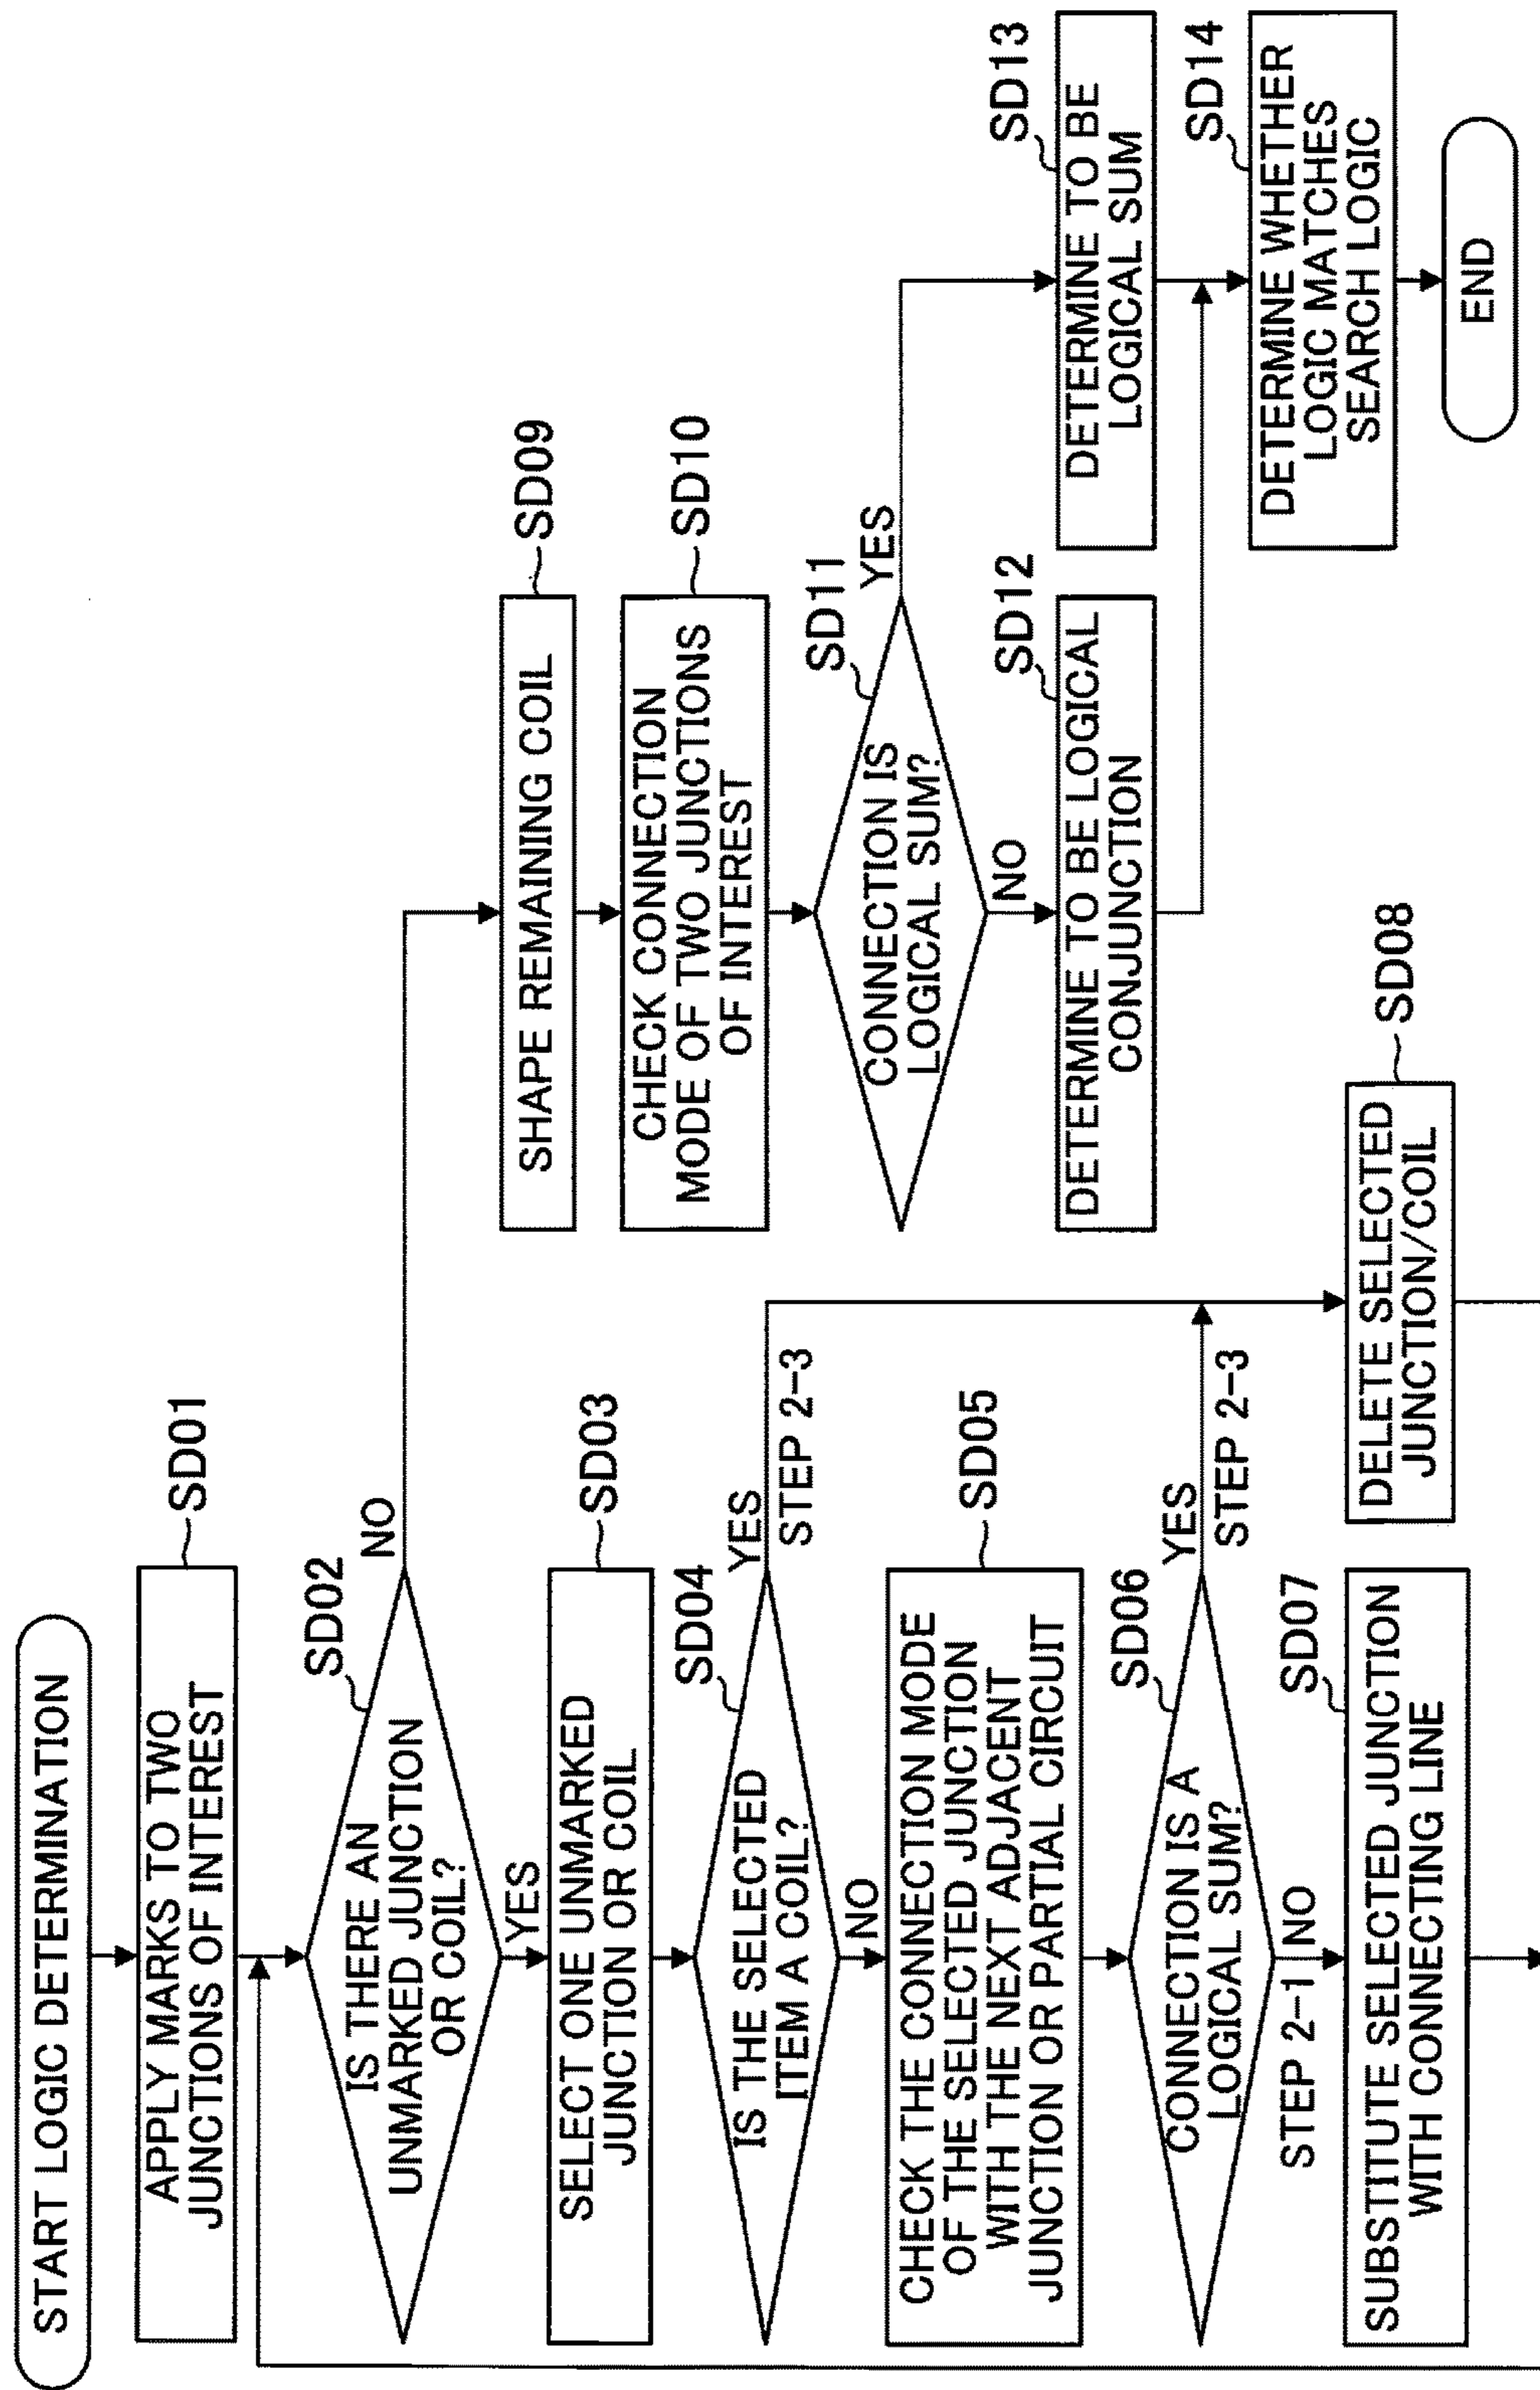 START LOGIC DETERMINATION
SD01
APPLY MARKS TO TWO
JUNCTIONS OF INTEREST
SD02
IS THERE AN
UNMARKED JUNCTION
OR COIL?
NO
YES
SD03
SELECT ONE UNMARKED
JUNCTION OR COIL
SD04
IS THE SELECTED
ITEM A COIL?
YES
STEP 2-3
NO
SD05
CHECK THE CONNECTION MODE
OF THE SELECTED JUNCTION
WITH THE NEXT ADJACENT
JUNCTION OR PARTIAL CIRCUIT
SD06
CONNECTION IS A
LOGICAL SUM?
YES
STEP 2-3
STEP 2-1
NO
SD07
SUBSTITUTE SELECTED JUNCTION
WITH CONNECTING LINE
SD08
DELETE SELECTED
JUNCTION/COIL
SD09
SHAPE REMAINING COIL
SD10
CHECK CONNECTION
MODE OF TWO JUNCTIONS
OF INTEREST
SD11
CONNECTION IS
LOGICAL SUM?
YES
NO
SD12
DETERMINE TO BE LOGICAL
CONJUNCTION
SD13
DETERMINE TO BE
LOGICAL SUM
SD14
DETERMINE WHETHER
LOGIC MATCHES
SEARCH LOGIC
END